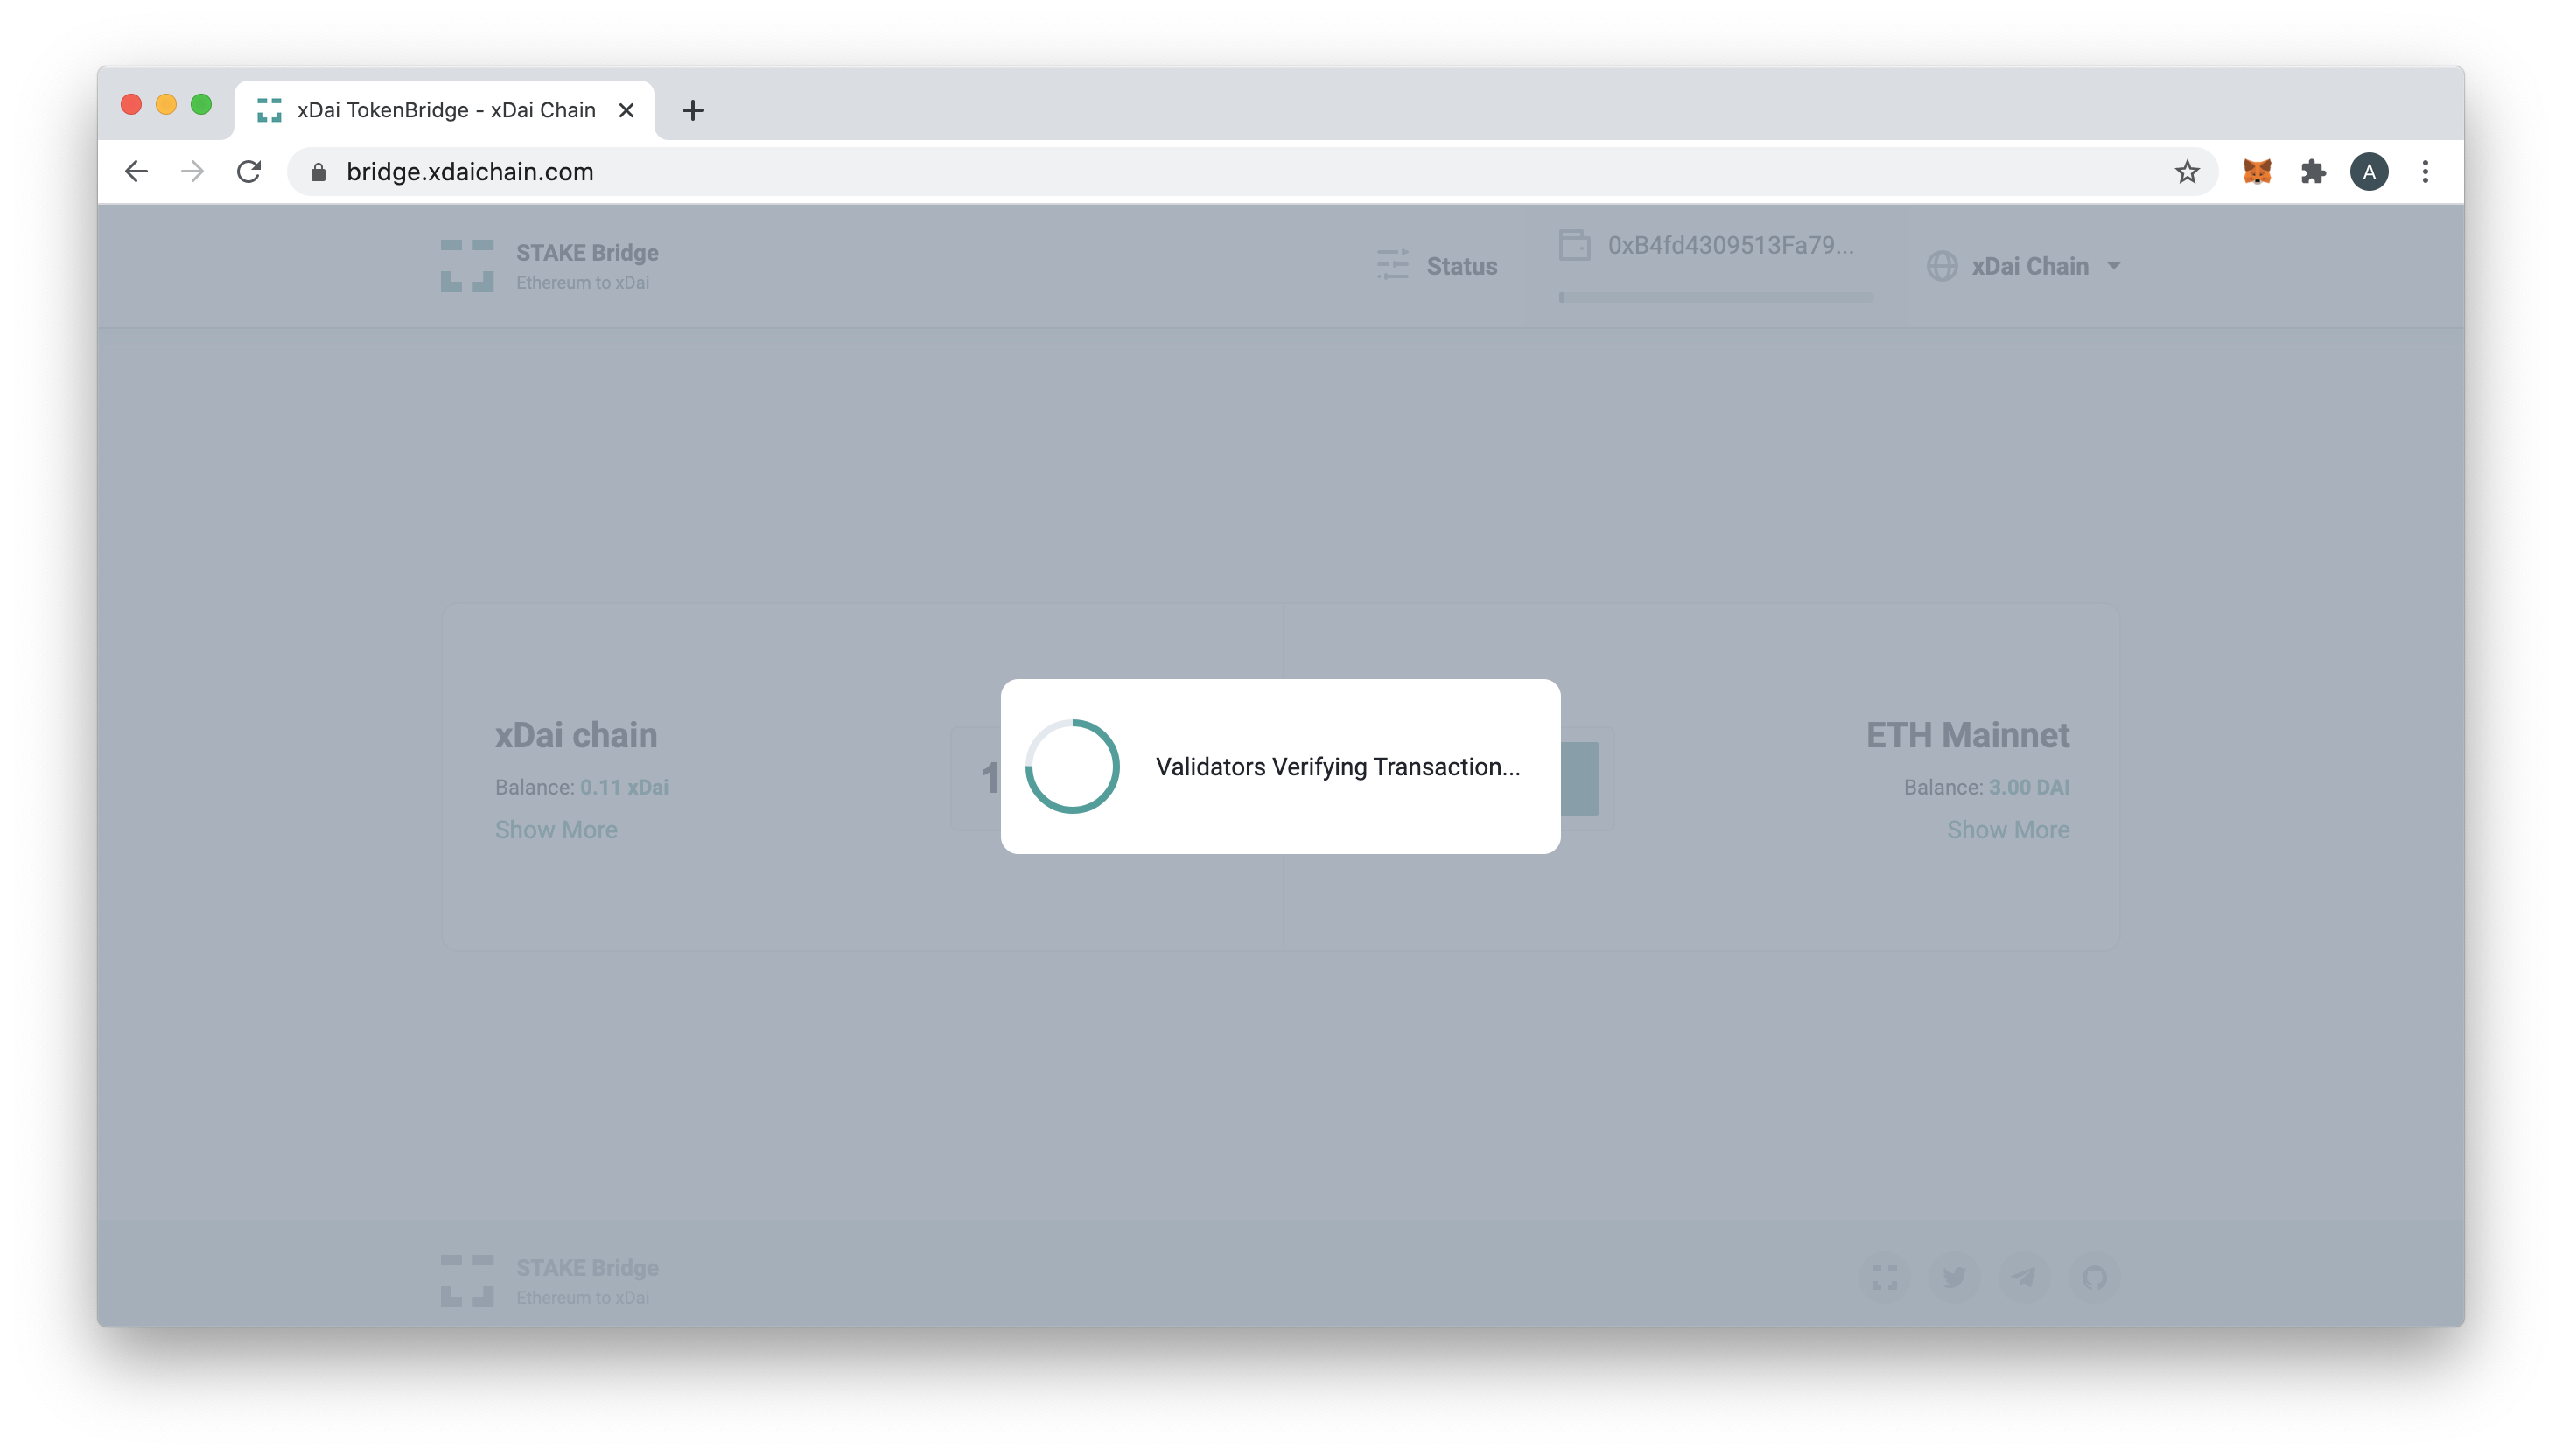 xDai TokenBridge - xDai Chain
bridge.xdaichain.com
A
STAKE Bridge
Ethereum to xDai
Status
0xB4fd4309513Fa79...
xDai Chain
xDai chain
Balance: 0.11 xDai
Show More
1
Validators Verifying Transaction...
ETH Mainnet
Balance: 3.00 DAI
Show More
STAKE Bridge
Ethereum to xDai